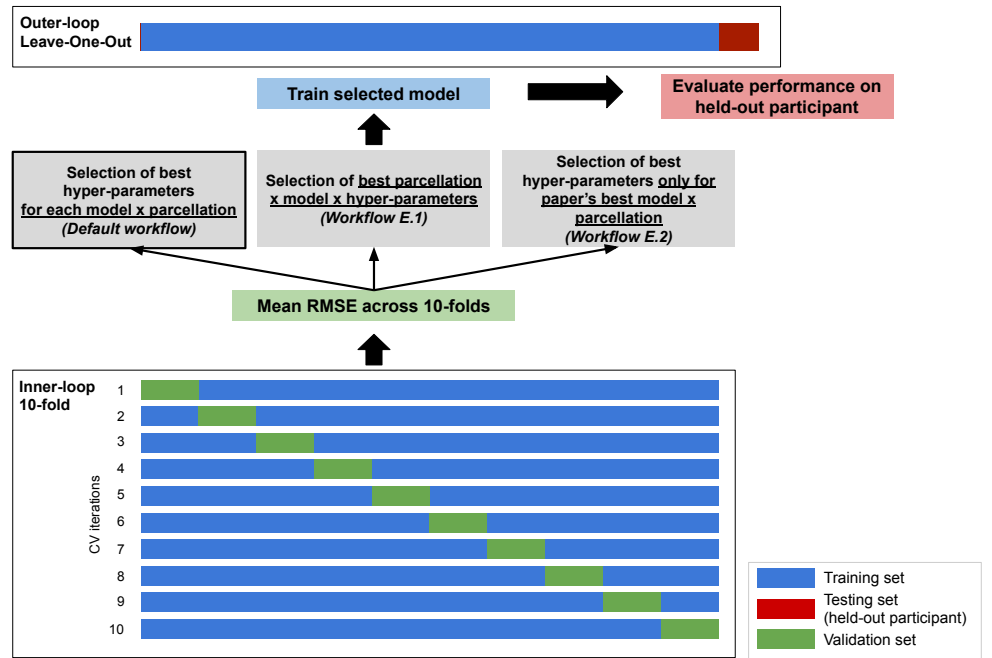 Outer-loop
Leave-One-Out
Train selected model
Evaluate performance on
held-out participant
Selection of best
hyper-parameters
for each model x parcellation
(Default workflow)
Selection of best parcellation
x model x hyper-parameters
(Workflow E.1)
Selection of best
hyper-parameters only for
paper's best model x
parcellation
(Workflow E.2)
Mean RMSE across 10-folds
Inner-loop
10-fold
CV iterations
1
2
3
4
5
6
7
8
9
10
Training set
Testing set
(held-out participant)
Validation set